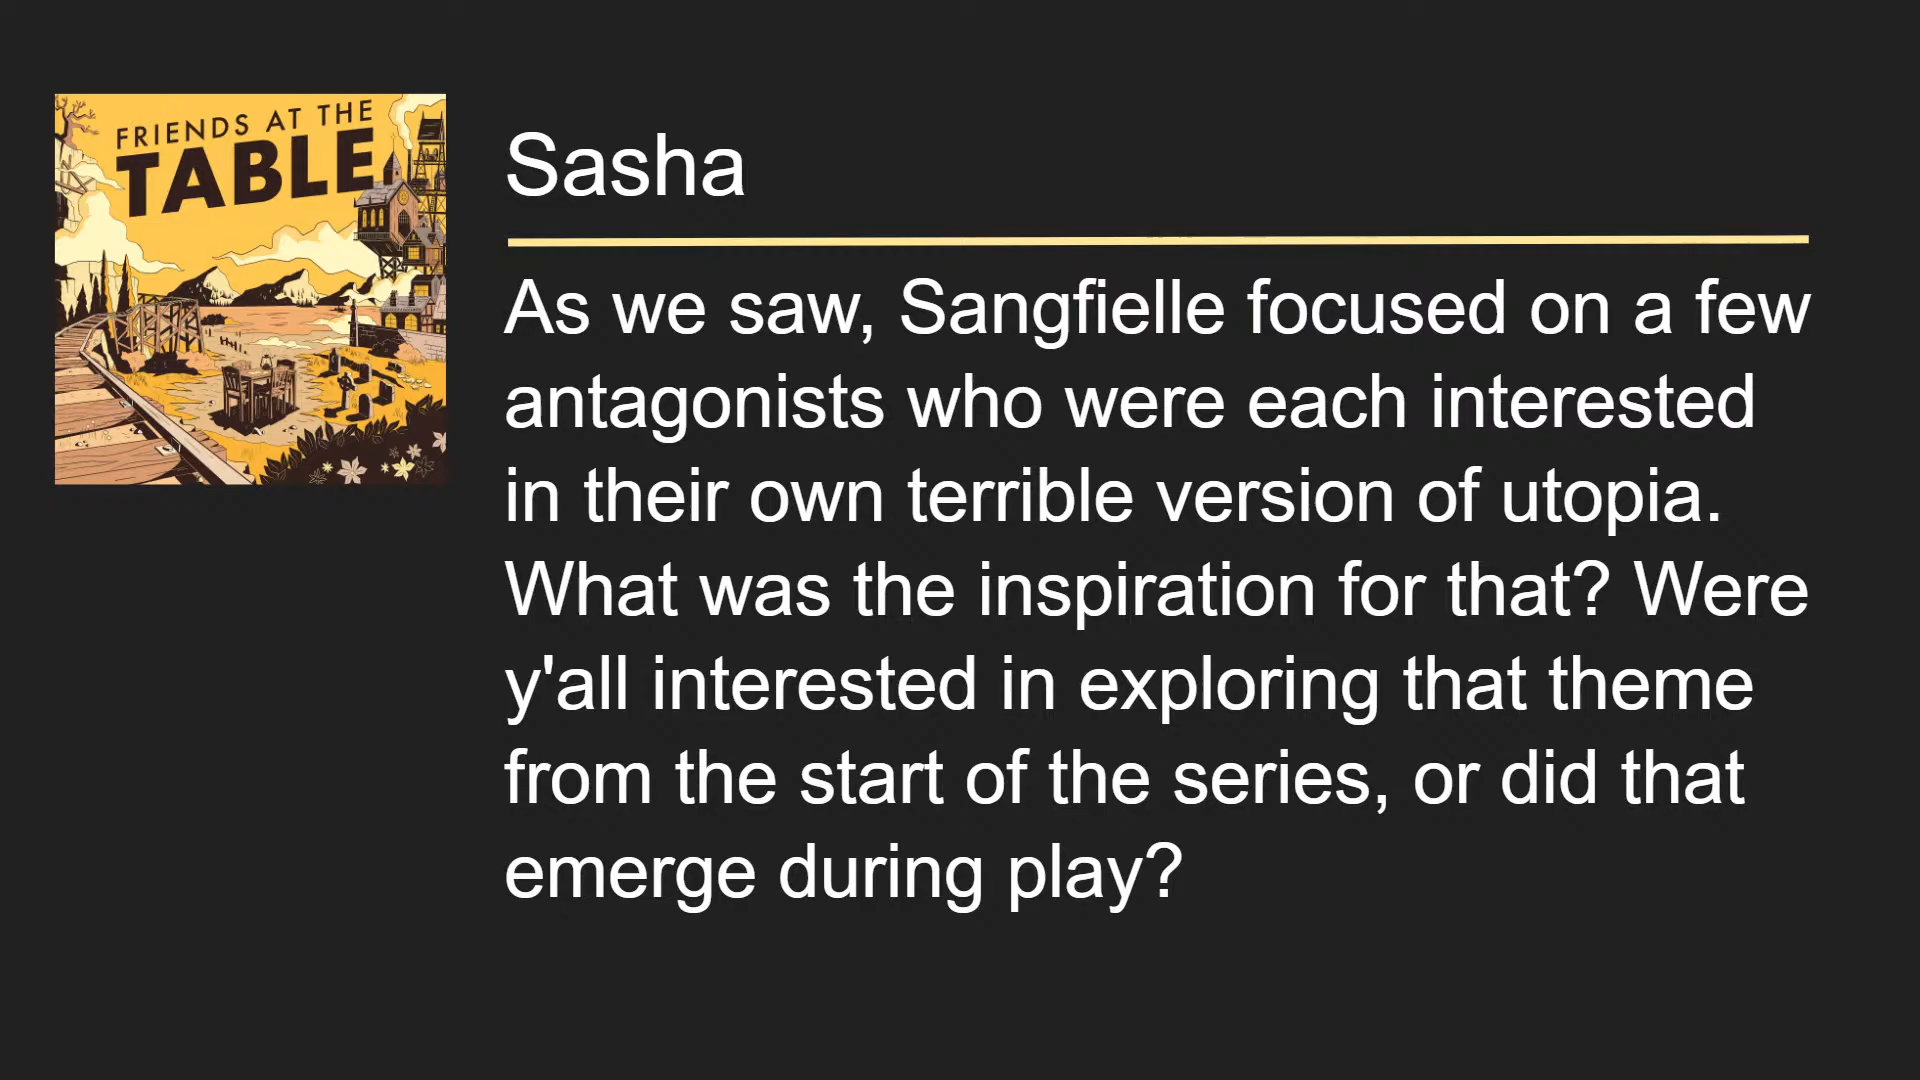 FRIENDS AT THE
TABLE
Sasha
As we saw, Sangfielle focused on a few
antagonists who were each interested
in their own terrible version of utopia.
What was the inspiration for that? Were
y'all interested in exploring that theme
from the start of the series, or did that
emerge during play?